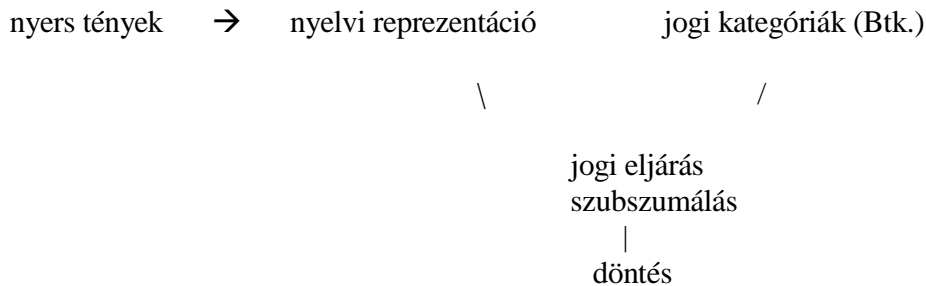 nyers tények → nyelvi reprezentáció jogi kategóriák (Btk.)
\ /
jogi eljárás
szubszumálás
|
döntés